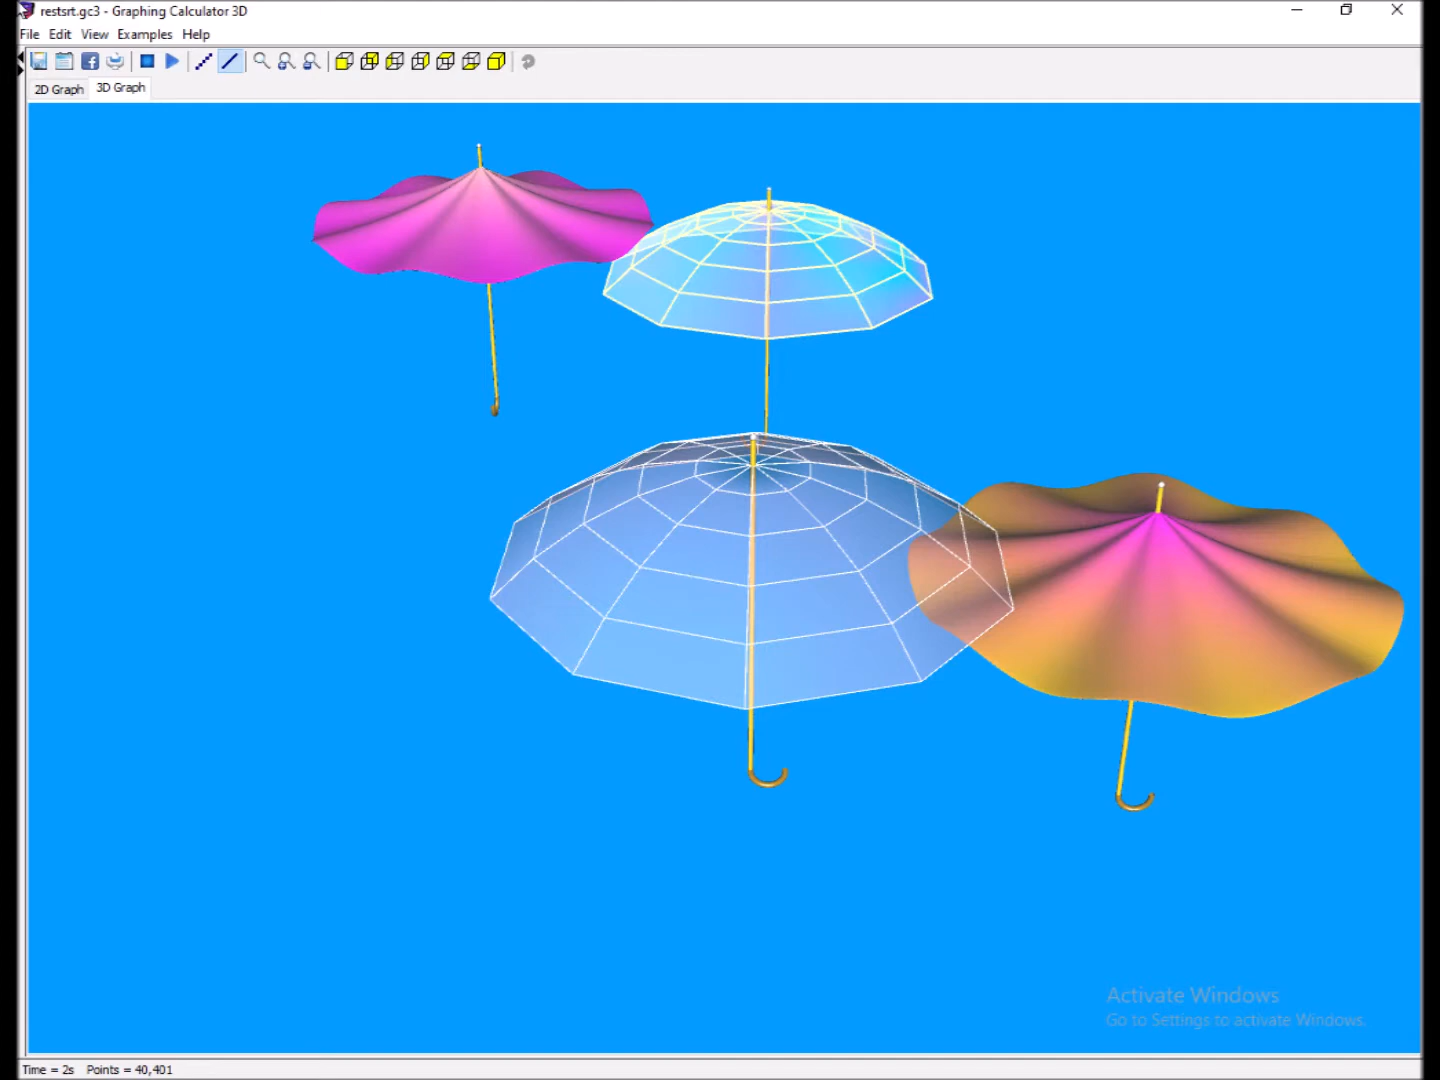 restsrt.gc3 - Graphing Calculator 3D
File Edit View Examples Help
2D Graph 3D Graph
Activate Windows
Go to Settings to activate Windows.
Time = 2s Points = 40,401